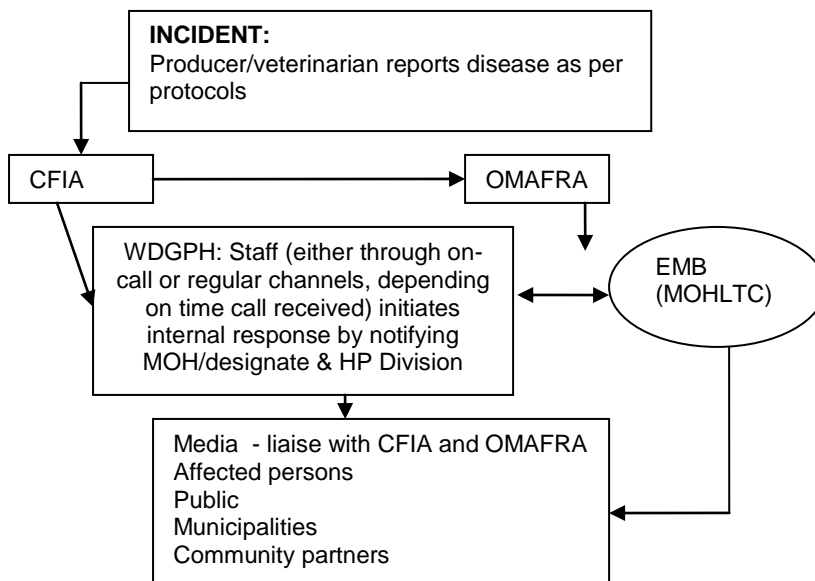 INCIDENT:
Producer/veterinarian reports disease as per
protocols
CFIA
OMAFRA
WDGPH: Staff (either through on-
call or regular channels, depending
on time call received) initiates
internal response by notifying
MOH/designate & HP Division
EMB
(MOHLTC)
Media - liaise with CFIA and OMAFRA
Affected persons
Public
Municipalities
Community partners